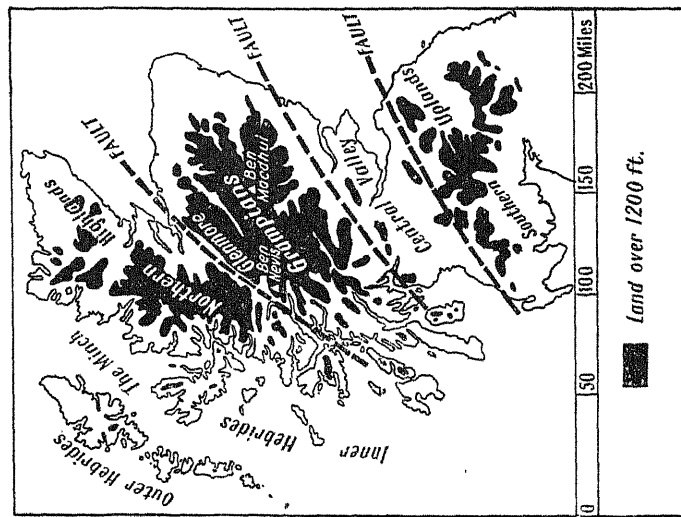 Outer Hebrides
The Minch
Inner
Hebrides
Northern
Highlands
FAULT
Glenmore
Ben
Nevis
Grampians
Ben
Macdhui
FAULT
Central
Valley
FAULT
Southern
Uplands
0
50
100
150
200 Miles
Land over 1200 ft.